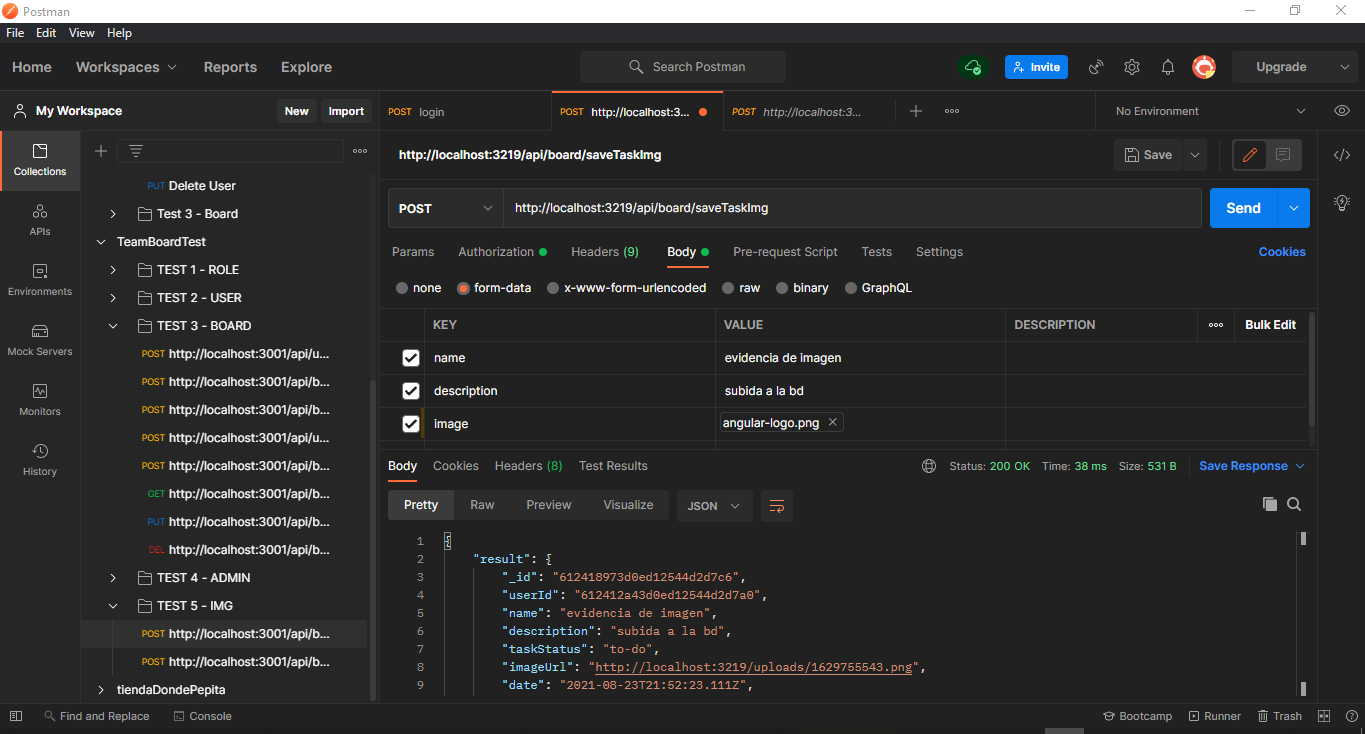 Postman
File Edit View Help
Home Workspaces Reports Explore Search Postman Invite Upgrade
My Workspace New Import
POST login POST http://localhost:3... POST http://localhost:3... No Environment
Collections
APIs
Environments
Mock Servers
Monitors
History
PUT Delete User
Test 3 - Board
TeamBoardTest
TEST 1 - ROLE
TEST 2 - USER
TEST 3 - BOARD
POST http://localhost:3001/api/u...
POST http://localhost:3001/api/b...
POST http://localhost:3001/api/b...
POST http://localhost:3001/api/u...
POST http://localhost:3001/api/b...
GET http://localhost:3001/api/b...
PUT http://localhost:3001/api/b...
DEL http://localhost:3001/api/b...
TEST 4 - ADMIN
TEST 5 - IMG
POST http://localhost:3001/api/b...
POST http://localhost:3001/api/b...
tiendaDondePepita
http://localhost:3219/api/board/saveTaskImg Save
POST http://localhost:3219/api/board/saveTaskImg Send
Params Authorization Headers (9) Body Pre-request Script Tests Settings Cookies
none form-data x-www-form-urlencoded raw binary GraphQL
KEY VALUE DESCRIPTION Bulk Edit
name evidencia de imagen
description subida a la bd
image angular-logo.png
Body Cookies Headers (8) Test Results Status: 200 OK Time: 38 ms Size: 531 B Save Response
Pretty Raw Preview Visualize JSON
1 {
2 "result": {
3 "_id": "612418973d0ed12544d2d7c6",
4 "userId": "612412a43d0ed12544d2d7a0",
5 "name": "evidencia de imagen",
6 "description": "subida a la bd",
7 "taskStatus": "to-do",
8 "imageUrl": "http://localhost:3219/uploads/1629755543.png",
9 "date": "2021-08-23T21:52:23.111Z",
Find and Replace Console Bootcamp Runner Trash